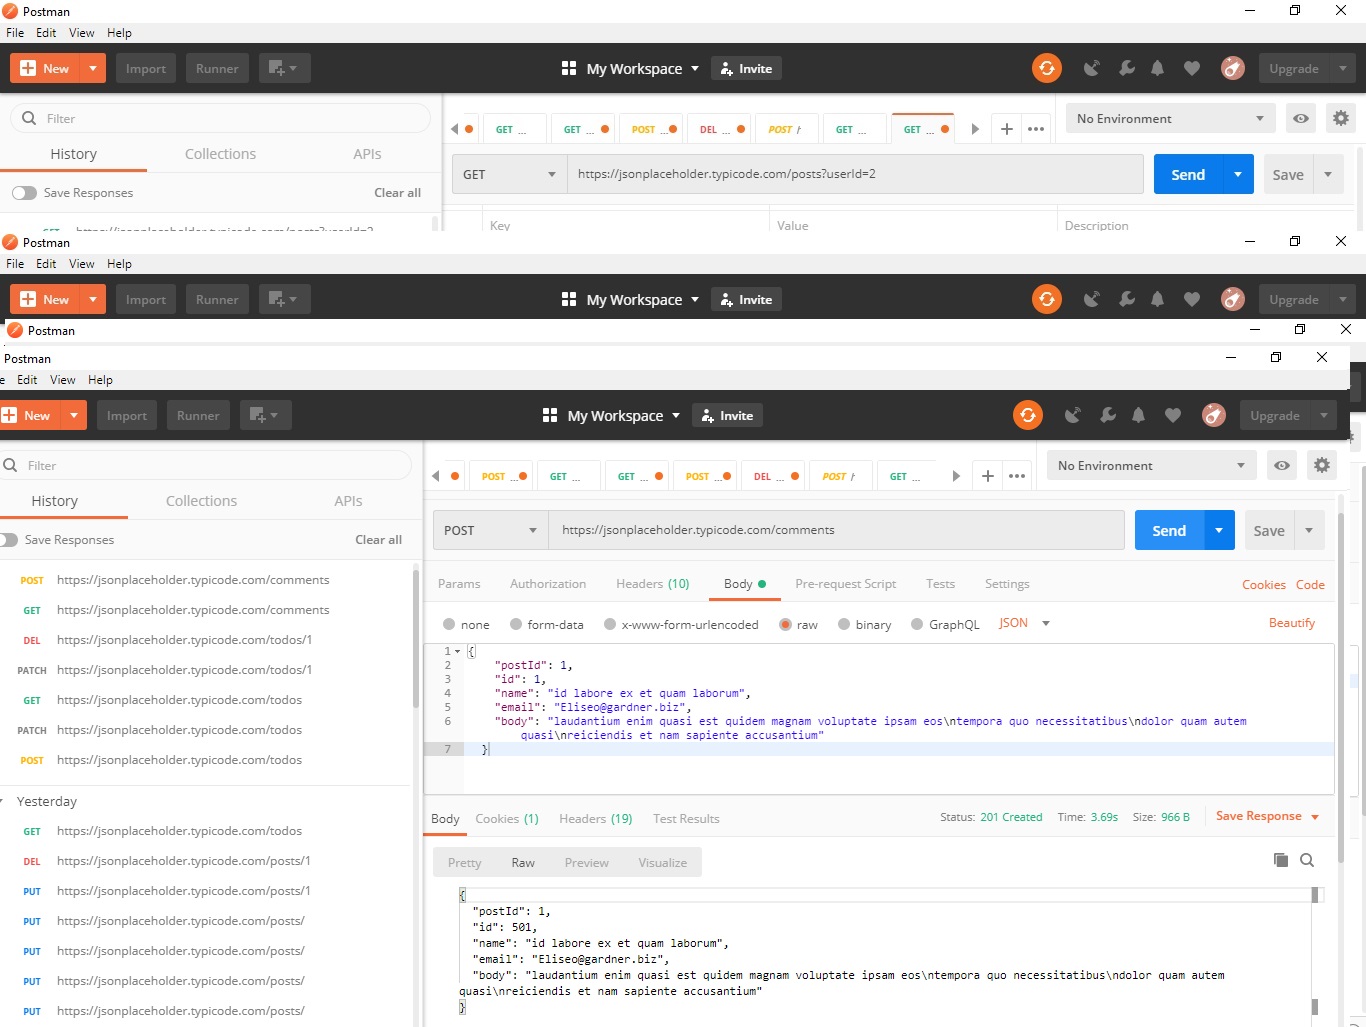 Postman
File Edit View Help
New Import Runner My Workspace Invite Upgrade
Filter
GET ... GET ... POST ... DEL ... POST GET ... GET ... No Environment
History Collections APIs
GET https://jsonplaceholder.typicode.com/posts?userId=2 Send Save
Save Responses Clear all
Key Value Description
GET https://jsonplaceholder.typicode.com/posts?userId=2
Postman
File Edit View Help
New Import Runner My Workspace Invite Upgrade
Postman
Postman
e Edit View Help
New Import Runner My Workspace Invite Upgrade
Filter
POST ... GET ... GET ... POST ... DEL ... POST GET ... No Environment
History Collections APIs
POST https://jsonplaceholder.typicode.com/comments Send Save
Save Responses Clear all
POST https://jsonplaceholder.typicode.com/comments
GET https://jsonplaceholder.typicode.com/comments
DEL https://jsonplaceholder.typicode.com/todos/1
PATCH https://jsonplaceholder.typicode.com/todos/1
GET https://jsonplaceholder.typicode.com/todos
PATCH https://jsonplaceholder.typicode.com/todos
POST https://jsonplaceholder.typicode.com/todos
Yesterday
GET https://jsonplaceholder.typicode.com/todos
DEL https://jsonplaceholder.typicode.com/posts/1
PUT https://jsonplaceholder.typicode.com/posts/1
PUT https://jsonplaceholder.typicode.com/posts/
PUT https://jsonplaceholder.typicode.com/posts/
PUT https://jsonplaceholder.typicode.com/posts/
PUT https://jsonplaceholder.typicode.com/posts/
Params Authorization Headers (10) Body Pre-request Script Tests Settings Cookies Code
none form-data x-www-form-urlencoded raw binary GraphQL JSON Beautify
1 {
2 "postId": 1,
3 "id": 1,
4 "name": "id labore ex et quam laborum",
5 "email": "Eliseo@gardner.biz",
6 "body": "laudantium enim quasi est quidem magnam voluptate ipsam eos\ntempora quo necessitatibus\ndolor quam autem
quasi\nreiciendis et nam sapiente accusantium"
7 }
Body Cookies (1) Headers (19) Test Results Status: 201 Created Time: 3.69s Size: 966 B Save Response
Pretty Raw Preview Visualize
{
"postId": 1,
"id": 501,
"name": "id labore ex et quam laborum",
"email": "Eliseo@gardner.biz",
"body": "laudantium enim quasi est quidem magnam voluptate ipsam eos\ntempora quo necessitatibus\ndolor quam autem
quasi\nreiciendis et nam sapiente accusantium"
}